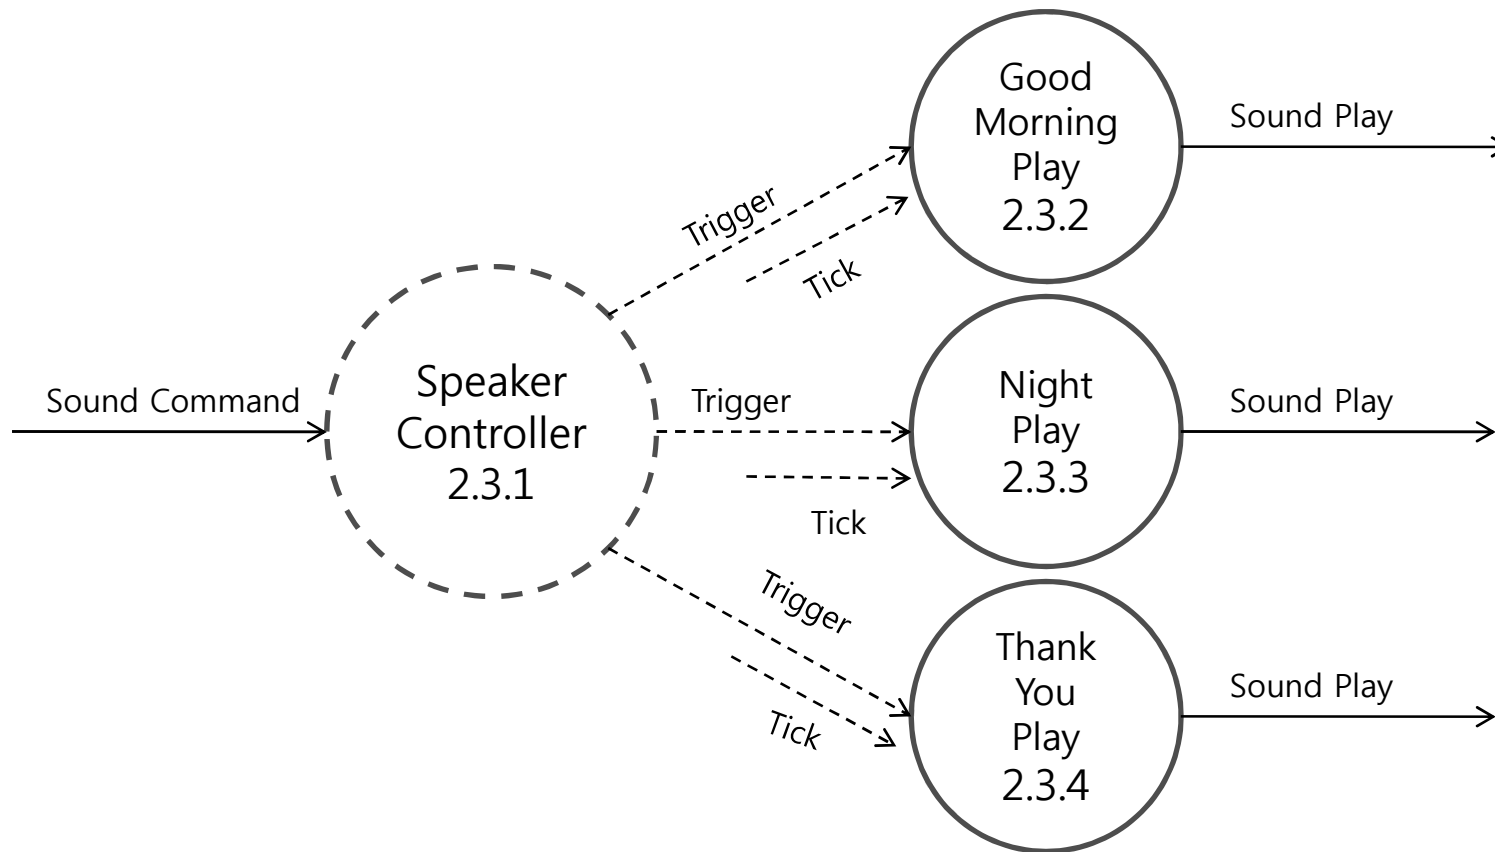 Good
Morning
Play
2.3.2
Sound Play
Trigger
Tick
Sound Command
Speaker
Controller
2.3.1
Trigger
Tick
Night
Play
2.3.3
Sound Play
Trigger
Tick
Thank
You
Play
2.3.4
Sound Play